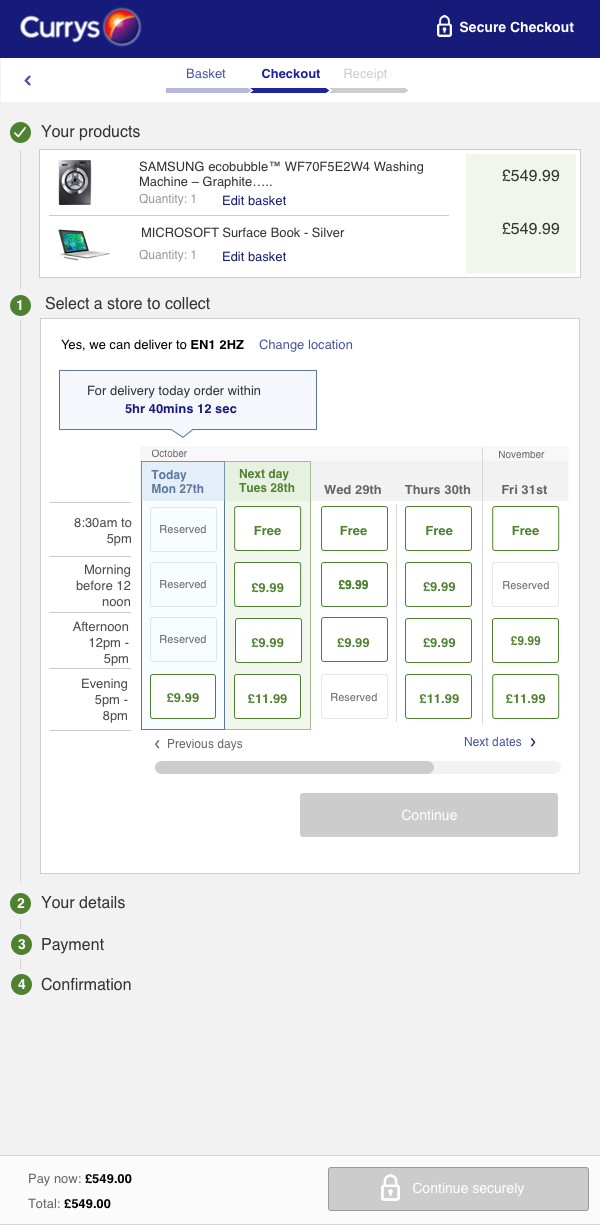 Currys
Secure Checkout
Basket Checkout Receipt
Your products
SAMSUNG ecobubble™ WF70F5E2W4 Washing
Machine – Graphite…..
£549.99
Quantity: 1 Edit basket
MICROSOFT Surface Book - Silver
£549.99
Quantity: 1 Edit basket
1 Select a store to collect
Yes, we can deliver to EN1 2HZ Change location
For delivery today order within
5hr 40mins 12 sec
October November
Today
Mon 27th
Next day
Tues 28th
Wed 29th
Thurs 30th
Fri 31st
8:30am to
5pm
Reserved Free Free Free Free
Morning
before 12
noon
Reserved £9.99 £9.99 £9.99 Reserved
Afternoon
12pm -
5pm
Reserved £9.99 £9.99 £9.99 £9.99
Evening
5pm -
8pm
£9.99 £11.99 Reserved £11.99 £11.99
Previous days Next dates
Continue
2 Your details
3 Payment
4 Confirmation
Pay now: £549.00
Total: £549.00
Continue securely